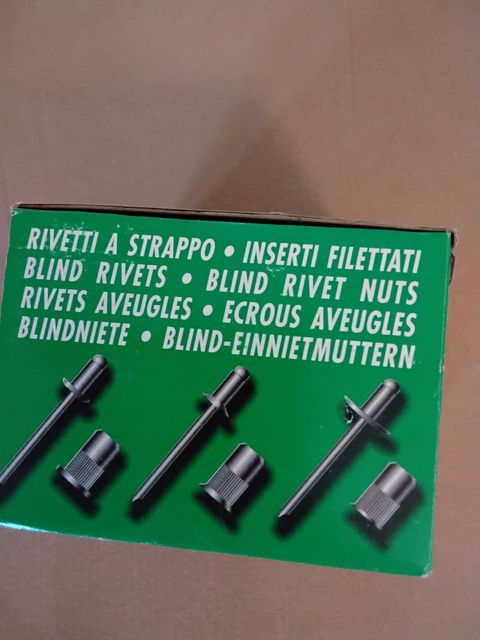 RIVETTI A STRAPPO • INSERTI FILETTATI
BLIND RIVETS • BLIND RIVET NUTS
RIVETS AVEUGLES • ECROUS AVEUGLES
BLINDNIETE • BLIND-EINNIETMUTTERN